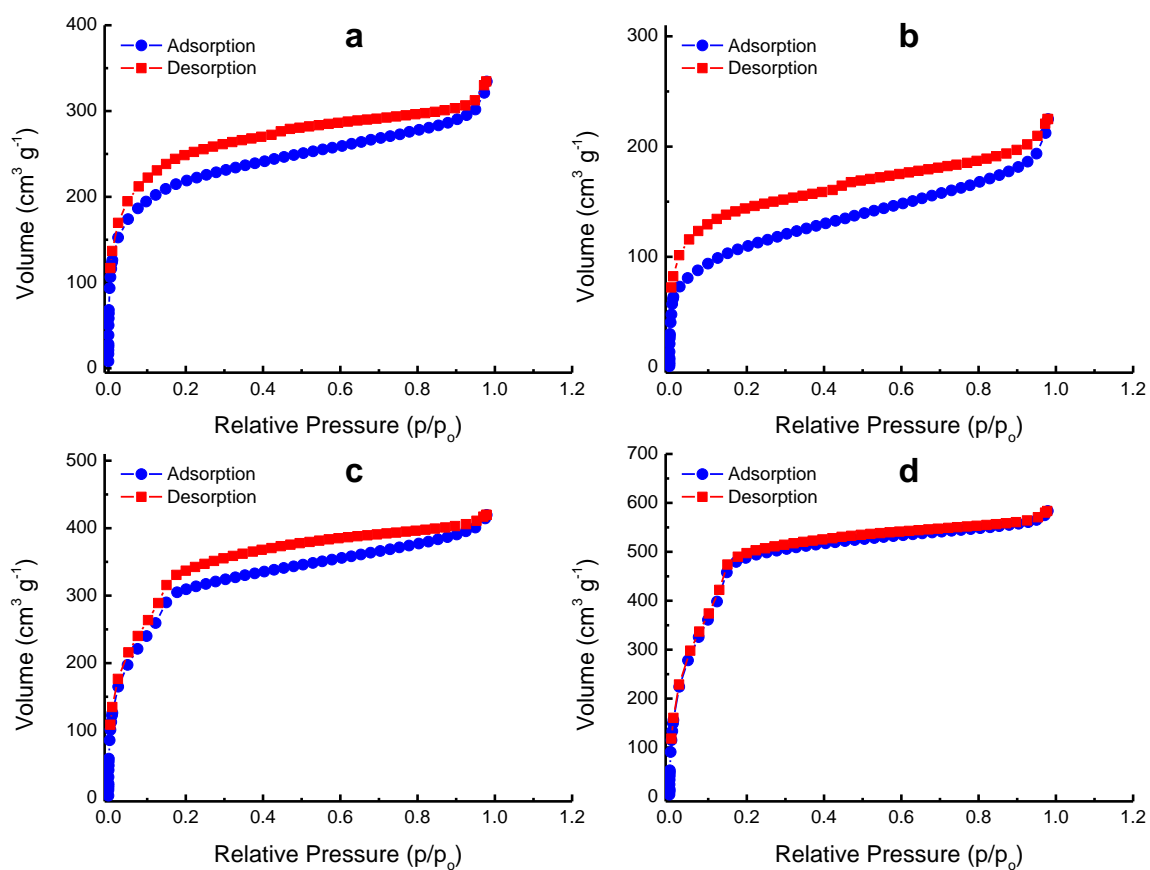 a
Adsorption
Desorption
Volume (cm³ g⁻¹)
400
300
200
100
0
0.0 0.2 0.4 0.6 0.8 1.0 1.2
Relative Pressure (p/pₒ)
b
Adsorption
Desorption
Volume (cm³ g⁻¹)
300
200
100
0
0.0 0.2 0.4 0.6 0.8 1.0 1.2
Relative Pressure (p/pₒ)
c
Adsorption
Desorption
Volume (cm³ g⁻¹)
500
400
300
200
100
0
0.0 0.2 0.4 0.6 0.8 1.0 1.2
Relative Pressure (p/pₒ)
d
Adsorption
Desorption
Volume (cm³ g⁻¹)
700
600
500
400
300
200
100
0
0.0 0.2 0.4 0.6 0.8 1.0 1.2
Relative Pressure (p/pₒ)